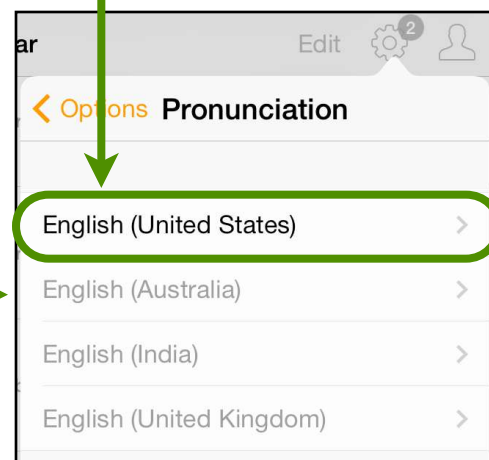 ar Edit 2
Options Pronunciation
English (United States)
English (Australia)
English (India)
English (United Kingdom)